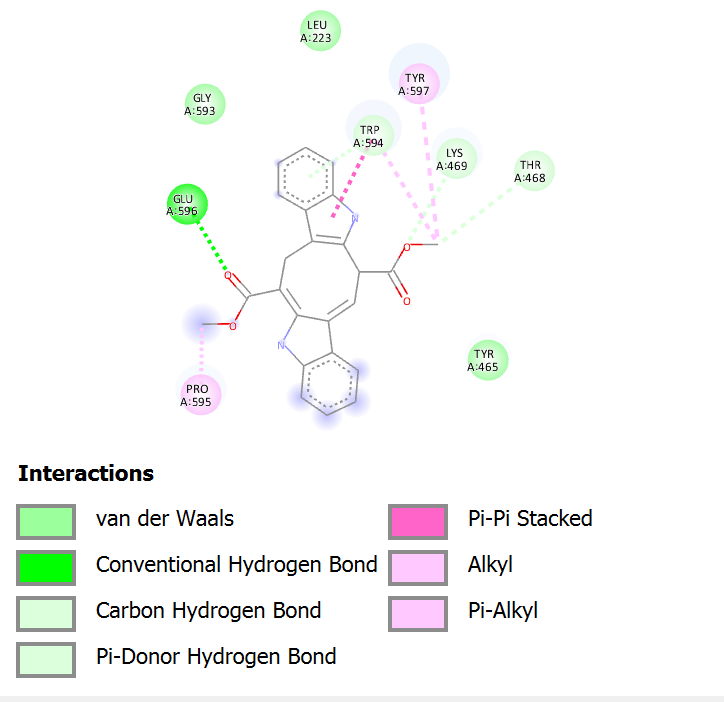 LEU
A:223
TYR
A:597
GLY
A:593
TRP
A:594
LYS
A:469
THR
A:468
GLU
A:596
N
O
O
O
O
N
TYR
A:465
PRO
A:595
Interactions
van der Waals
Conventional Hydrogen Bond
Carbon Hydrogen Bond
Pi-Donor Hydrogen Bond
Pi-Pi Stacked
Alkyl
Pi-Alkyl